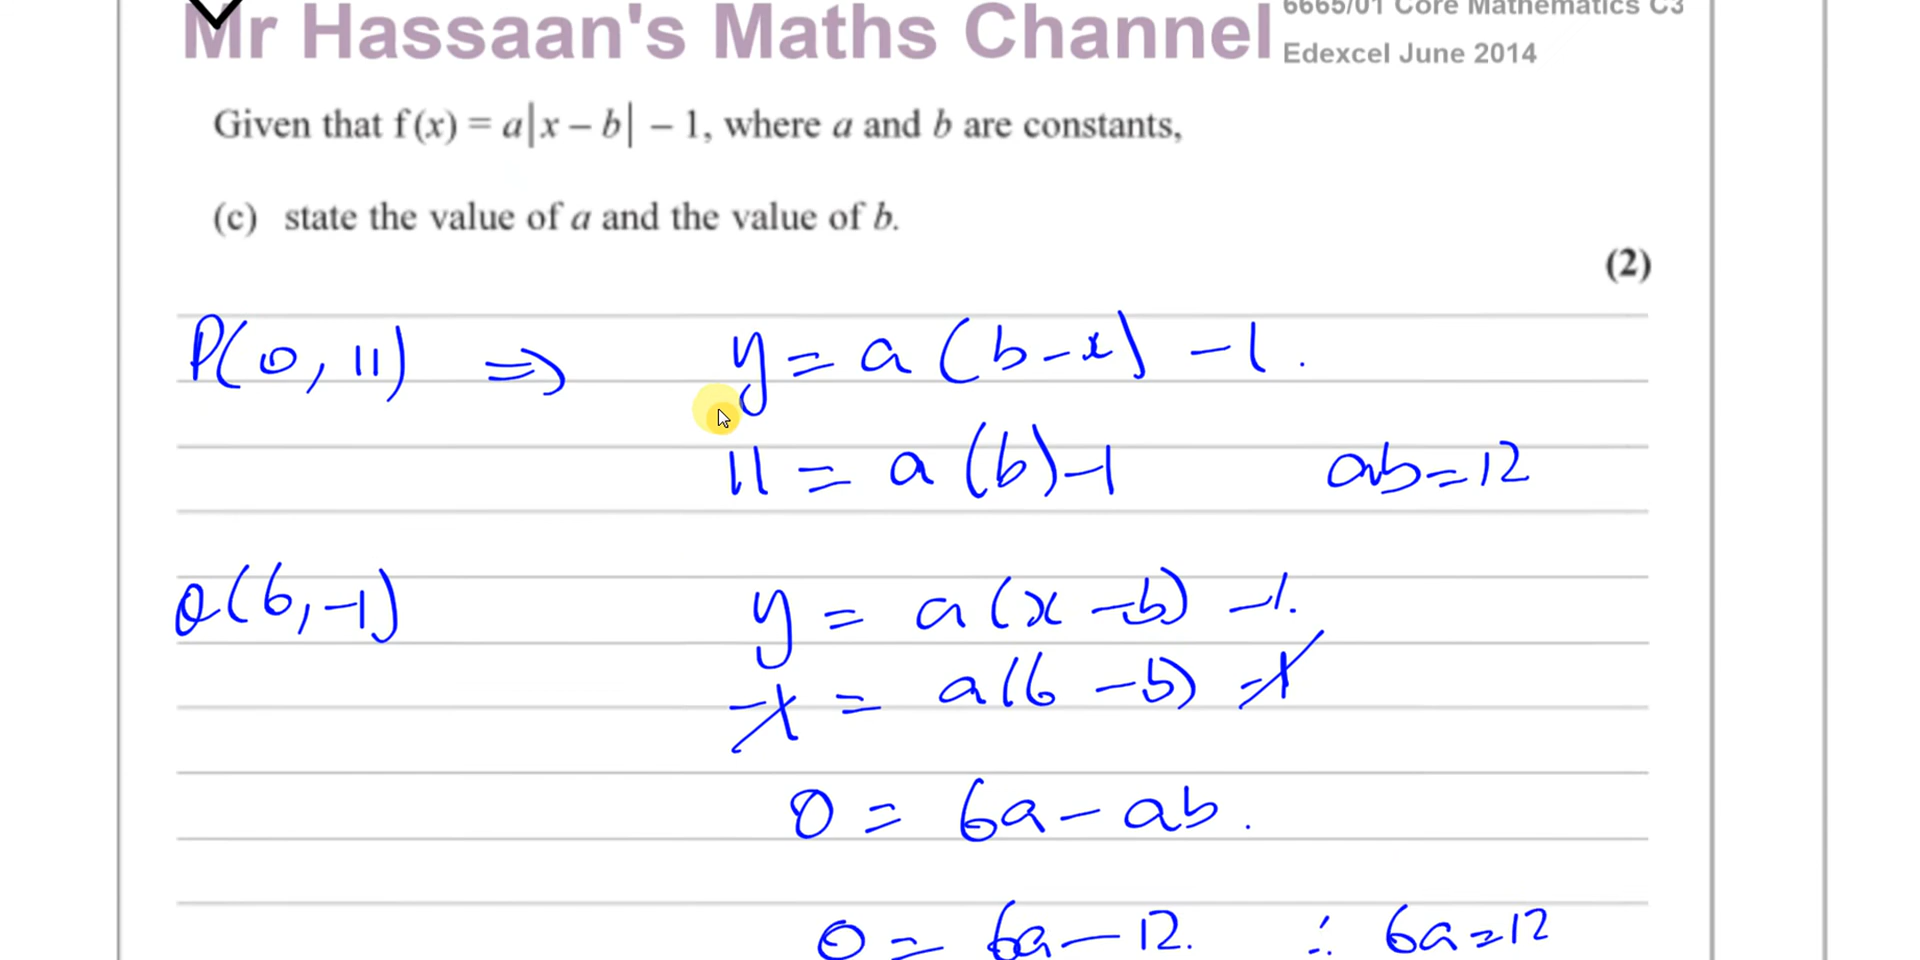 Mr Hassaan's Maths Channel
6665/01 Core Mathematics C3
Edexcel June 2014
Given that f(x) = a|x – b| – 1, where a and b are constants,
(c) state the value of a and the value of b.
(2)
P(0, 11) ⇒ y = a(b-x) -1.
11 = a(b)-1 ab=12
Q(6,-1) y = a(x-b) -1.
-1 = a(6-b) -1
0 = 6a-ab.
0 = 6a-12. ∴ 6a=12